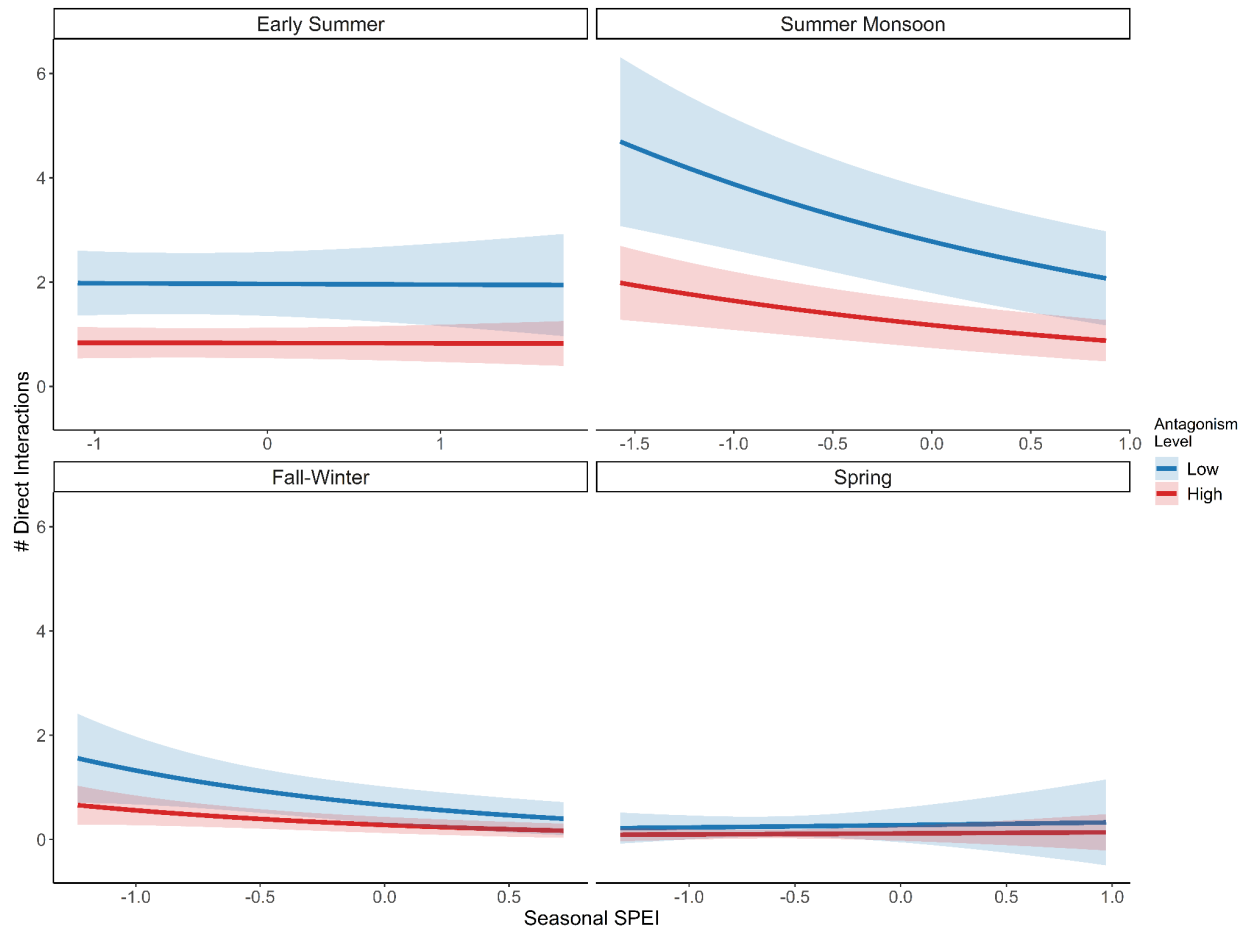 Early Summer
Summer Monsoon
6
4
2
0
-1 0 1
-1.5 -1.0 -0.5 0.0 0.5 1.0
Fall-Winter
Spring
6
4
2
0
-1.0 -0.5 0.0 0.5
-1.0 -0.5 0.0 0.5 1.0
# Direct Interactions
Seasonal SPEI
Antagonism
Level
Low
High